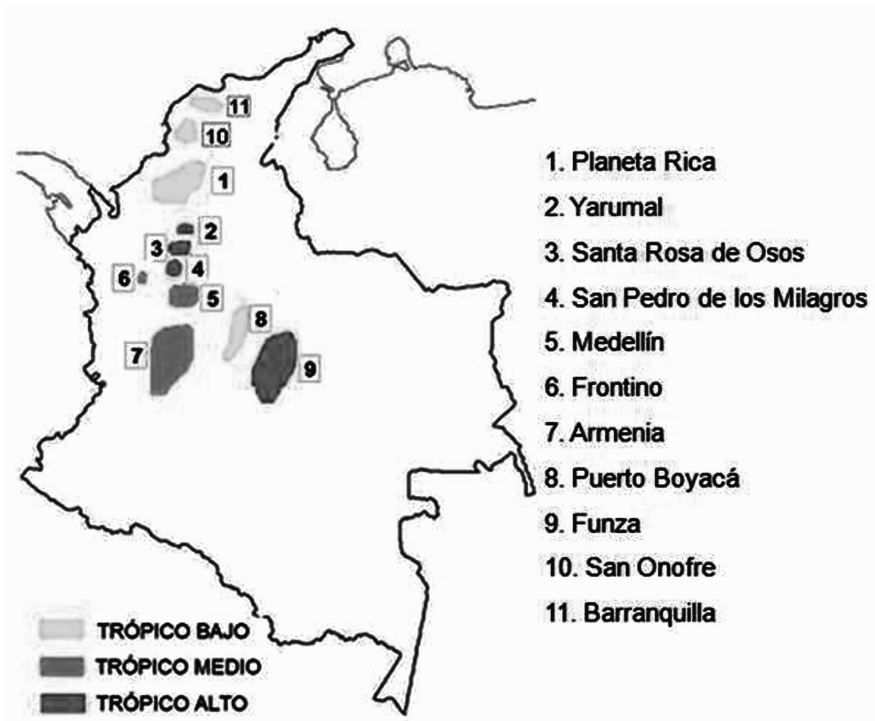 11
10
1
2
3
4
6
5
8
7
9
1. Planeta Rica
2. Yarumal
3. Santa Rosa de Osos
4. San Pedro de los Milagros
5. Medellín
6. Frontino
7. Armenia
8. Puerto Boyacá
9. Funza
10. San Onofre
11. Barranquilla
TRÓPICO BAJO
TRÓPICO MEDIO
TRÓPICO ALTO